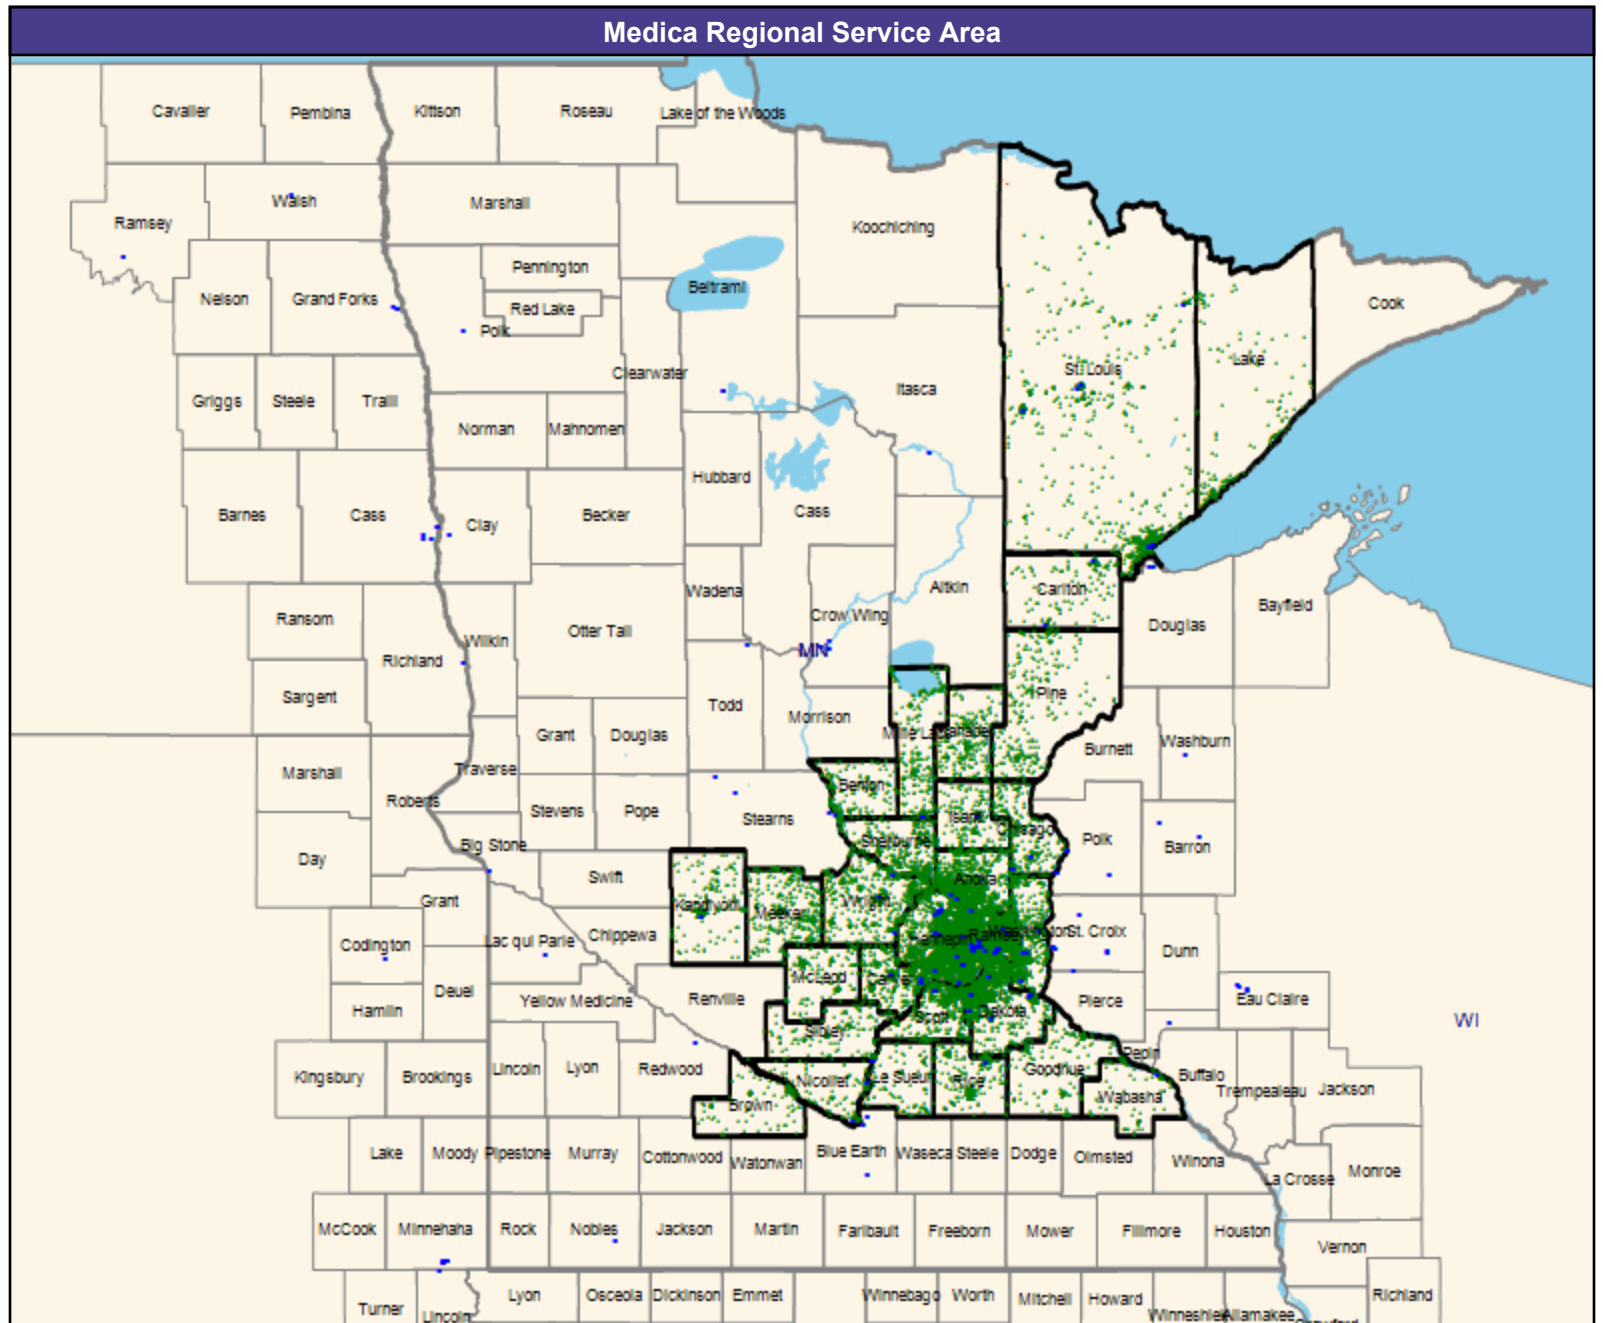 Medica Regional Service Area
Cavalier
Pembina
Kittson
Roseau
Lake of the Woods
Walsh
Marshall
Ramsey
Koochiching
Pennington
Beltrami
Nelson
Grand Forks
Red Lake
Cook
Polk
Lake
St. Louis
Clearwater
Itasca
Griggs
Steele
Traill
Norman
Mahnomen
Hubbard
Barnes
Cass
Clay
Becker
Cass
Carlton
Wadena
Aitkin
Bayfield
Ransom
Crow Wing
Otter Tail
Douglas
Wilkin
MN
Richland
Sargent
Pine
Todd
Morrison
Mille La
Grant
Douglas
Burnett
Washburn
Marshall
Traverse
Benton
Roberts
Stevens
Pope
Stearns
Isanti
Chisago
Sherburne
Polk
Barron
Big Stone
Day
Swift
Anoka
Grant
Kandiyohi
Meeker
Wright
Codington
Lac qui Parle
Chippewa
Hennepin
Ramsey
Washington
St. Croix
Dunn
Deuel
McLeod
Carver
Yellow Medicine
Renville
Pierce
Eau Claire
Hamlin
Scott
Dakota
WI
Sibley
Pepin
Kingsbury
Brookings
Lincoln
Lyon
Redwood
Nicollet
Le Sueur
Rice
Goodhue
Buffalo
Trempealeau
Jackson
Wabasha
Brown
Lake
Moody
Pipestone
Murray
Cottonwood
Watonwan
Blue Earth
Waseca
Steele
Dodge
Olmsted
Winona
La Crosse
Monroe
McCook
Minnehaha
Rock
Nobles
Jackson
Martin
Faribault
Freeborn
Mower
Fillmore
Houston
Vernon
Turner
Lincoln
Lyon
Osceola
Dickinson
Emmet
Winnebago
Worth
Mitchell
Howard
Allamakee
Richland